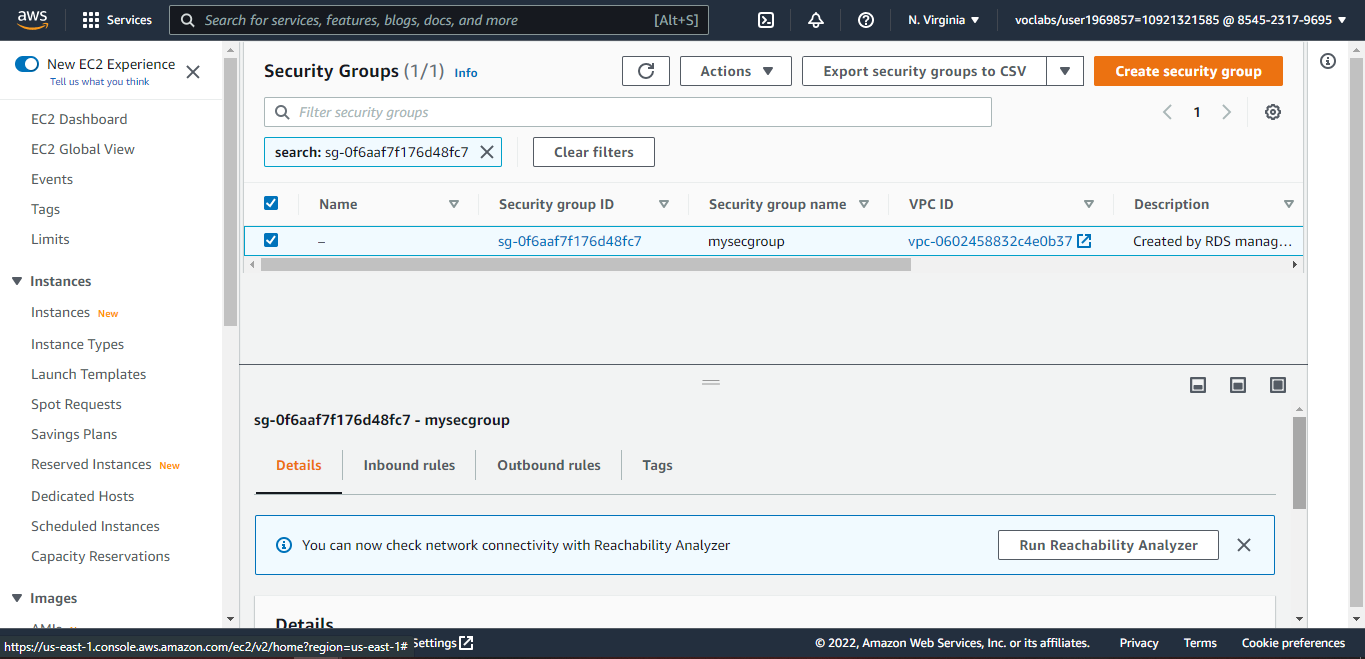 aws Services Search for services, features, blogs, docs, and more [Alt+S] N. Virginia voclabs/user1969857=10921321585 @ 8545-2317-9695
New EC2 Experience
Tell us what you think
EC2 Dashboard
EC2 Global View
Events
Tags
Limits
Instances
Instances New
Instance Types
Launch Templates
Spot Requests
Savings Plans
Reserved Instances New
Dedicated Hosts
Scheduled Instances
Capacity Reservations
Images
Security Groups (1/1) Info
Actions
Export security groups to CSV
Create security group
Filter security groups
1
search: sg-0f6aaf7f176d48fc7
Clear filters
Name Security group ID Security group name VPC ID Description
– sg-0f6aaf7f176d48fc7 mysecgroup vpc-0602458832c4e0b37 Created by RDS manag...
sg-0f6aaf7f176d48fc7 - mysecgroup
Details Inbound rules Outbound rules Tags
You can now check network connectivity with Reachability Analyzer
Run Reachability Analyzer
Details
https://us-east-1.console.aws.amazon.com/ec2/v2/home?region=us-east-1# Settings
© 2022, Amazon Web Services, Inc. or its affiliates. Privacy Terms Cookie preferences